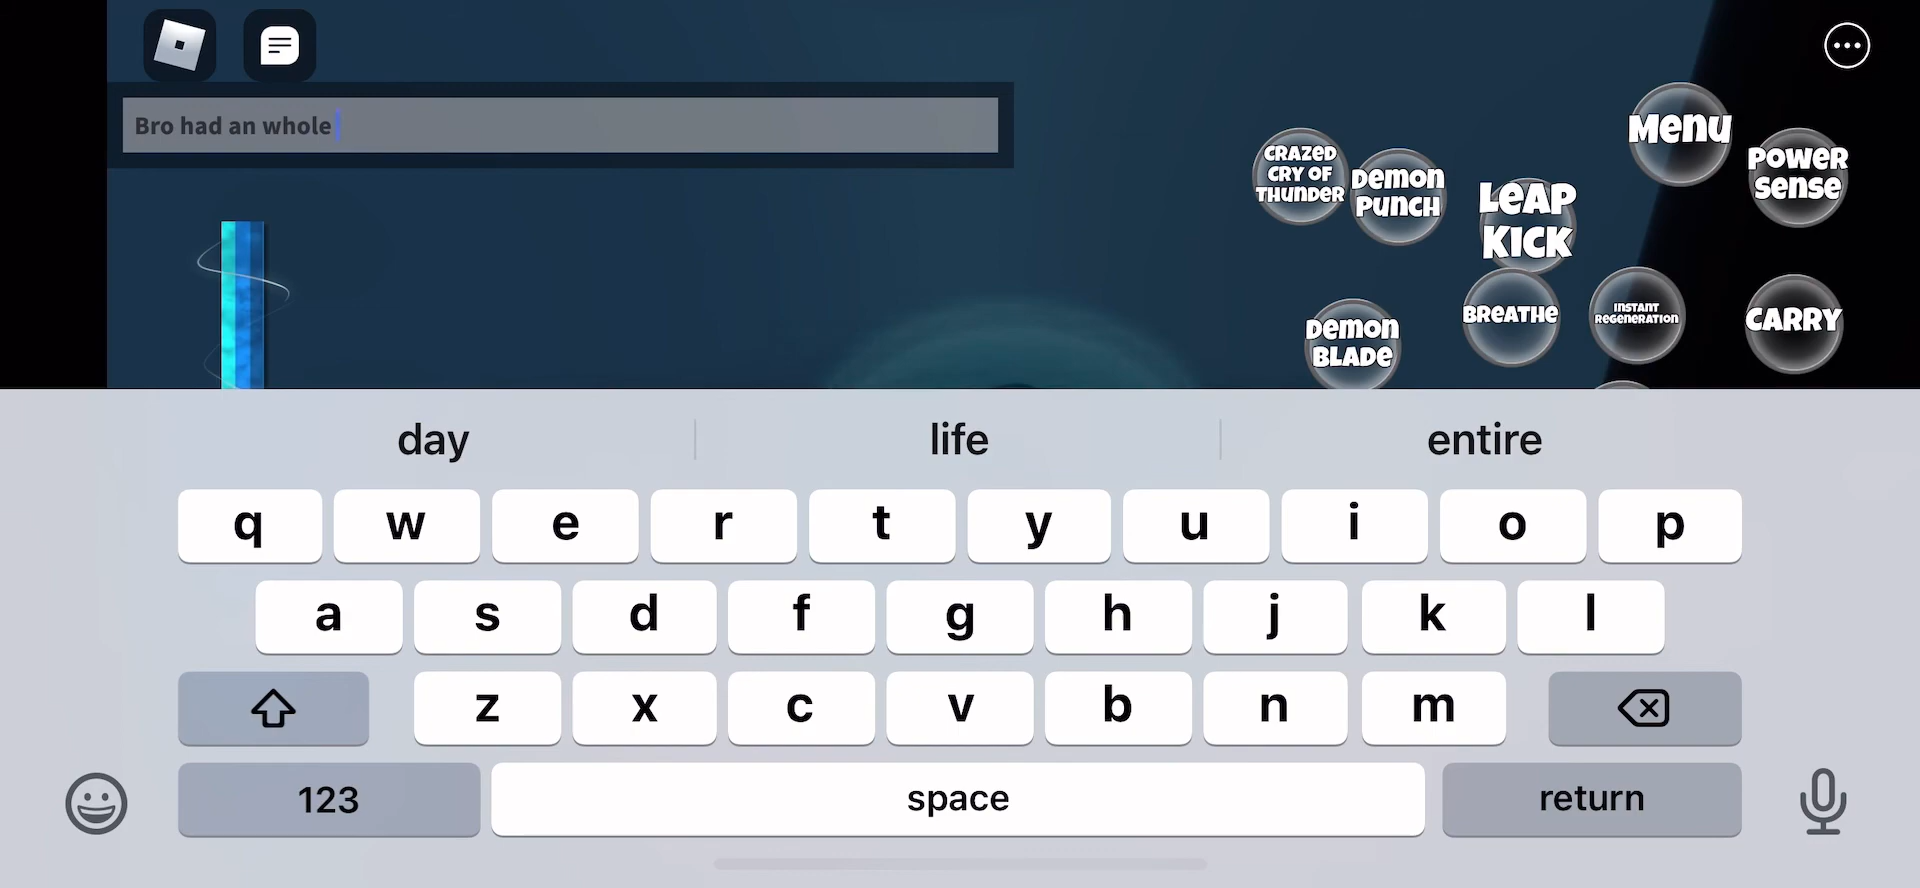 Bro had an whole
Menu
CRAZED
CRY OF
THUNDER
DEMON
PUNCH
LEAP
KICK
POWER
SENSE
DEMON
BLADE
BREATHE
INSTANT
REGENERATION
CARRY
day life entire
q w e r t y u i o p
a s d f g h j k l
z x c v b n m
123 space return